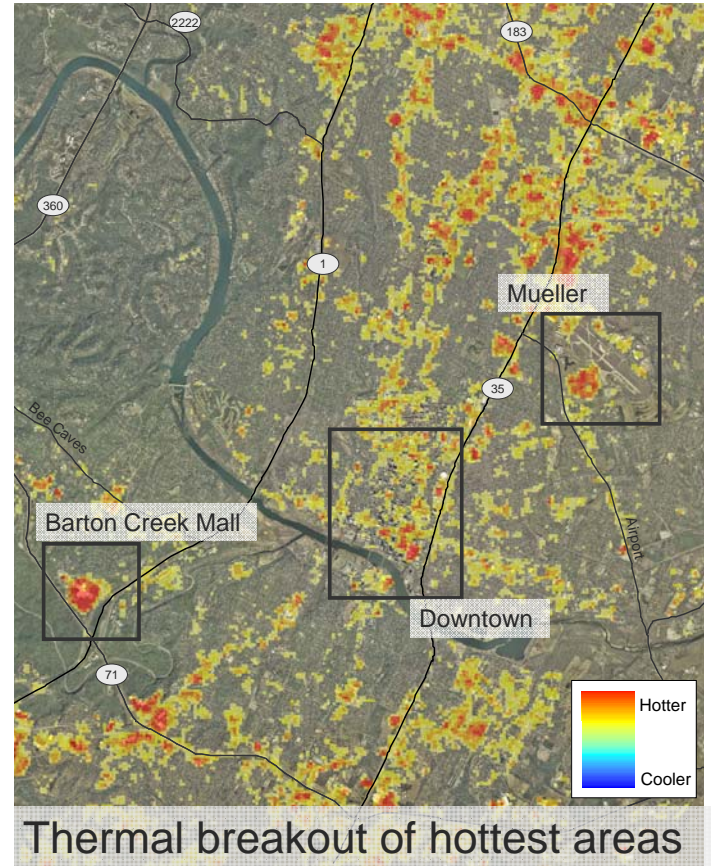 2222
183
360
1
Mueller
35
Bee Caves
Barton Creek Mall
Airport
Downtown
71
Hotter
Cooler
Thermal breakout of hottest areas